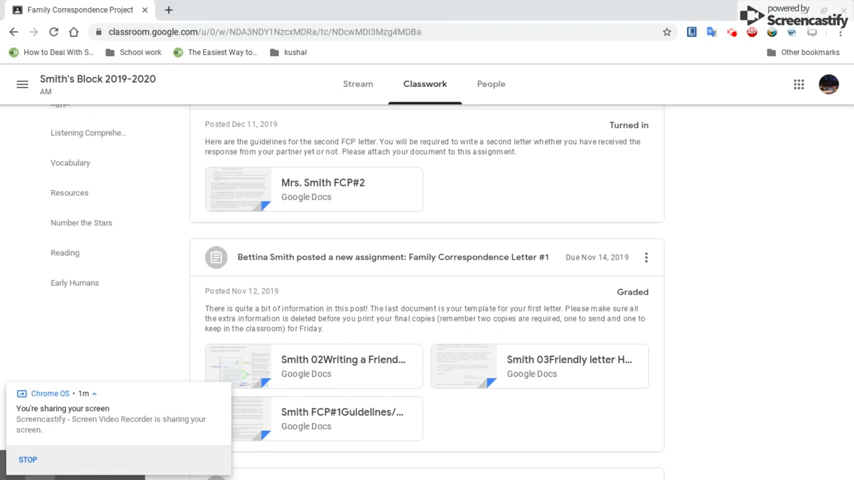 Family Correspondence Project
powered by
Screencastify
classroom.google.com/u/0/w/NDA3NDY1NzcxMDRa/tc/NDcwMDI3Mzg4MDBa
How to Deal With S...
School work
The Easiest Way to...
kushal
Other bookmarks
Smith's Block 2019-2020
AM
Stream
Classwork
People
Egypt
Listening Comprehe...
Vocabulary
Resources
Number the Stars
Reading
Early Humans
Posted Dec 11, 2019
Turned in
Here are the guidelines for the second FCP letter. You will be required to write a second letter whether you have received the
response from your partner yet or not. Please attach your document to this assignment.
Mrs. Smith FCP#2
Google Docs
Bettina Smith posted a new assignment: Family Correspondence Letter #1
Due Nov 14, 2019
Posted Nov 12, 2019
Graded
There is quite a bit of information in this post! The last document is your template for your first letter. Please make sure all
the extra information is deleted before you print your final copies (remember two copies are required, one to send and one to
keep in the classroom) for Friday.
Smith 02Writing a Friend...
Google Docs
Smith 03Friendly letter H...
Google Docs
Smith FCP#1Guidelines/...
Google Docs
Chrome OS • 1m
You're sharing your screen
Screencastify - Screen Video Recorder is sharing your
screen.
STOP